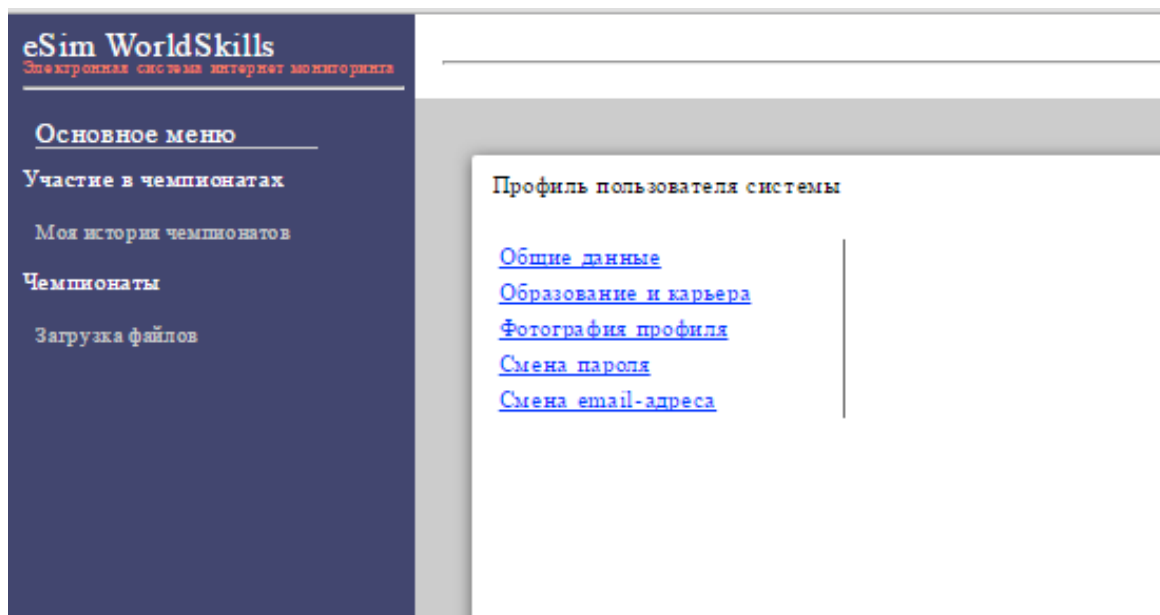 eSim WorldSkills
Электронная система интернет мониторинга
Основное меню
Участие в чемпионатах
Моя история чемпионатов
Чемпионаты
Загрузка файлов
Профиль пользователя системы
Общие данные
Образование и карьера
Фотография профиля
Смена пароля
Смена email-адреса